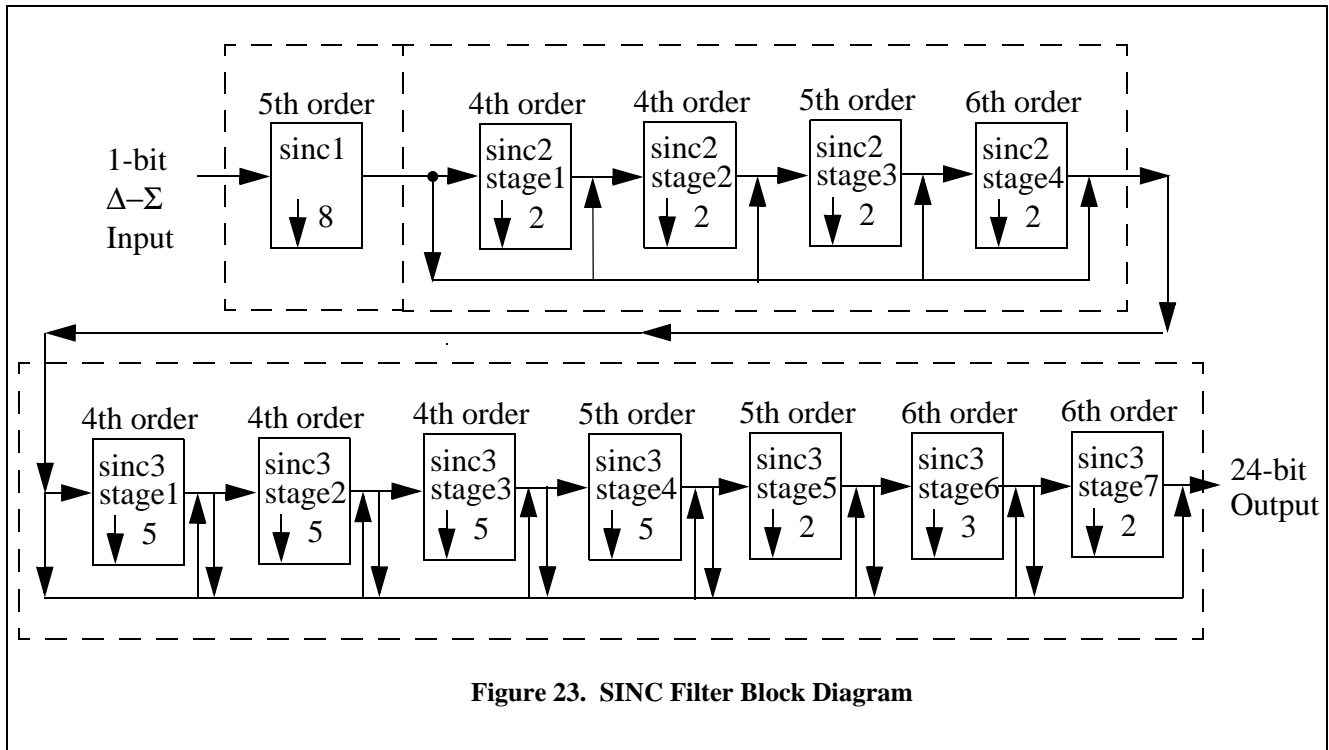 5th order
4th order
4th order
5th order
6th order
1-bit
Δ–Σ
Input
sinc1
8
sinc2
stage1
2
sinc2
stage2
2
sinc2
stage3
2
sinc2
stage4
2
4th order
4th order
4th order
5th order
5th order
6th order
6th order
sinc3
stage1
5
sinc3
stage2
5
sinc3
stage3
5
sinc3
stage4
5
sinc3
stage5
2
sinc3
stage6
3
sinc3
stage7
2
24-bit
Output
Figure 23. SINC Filter Block Diagram